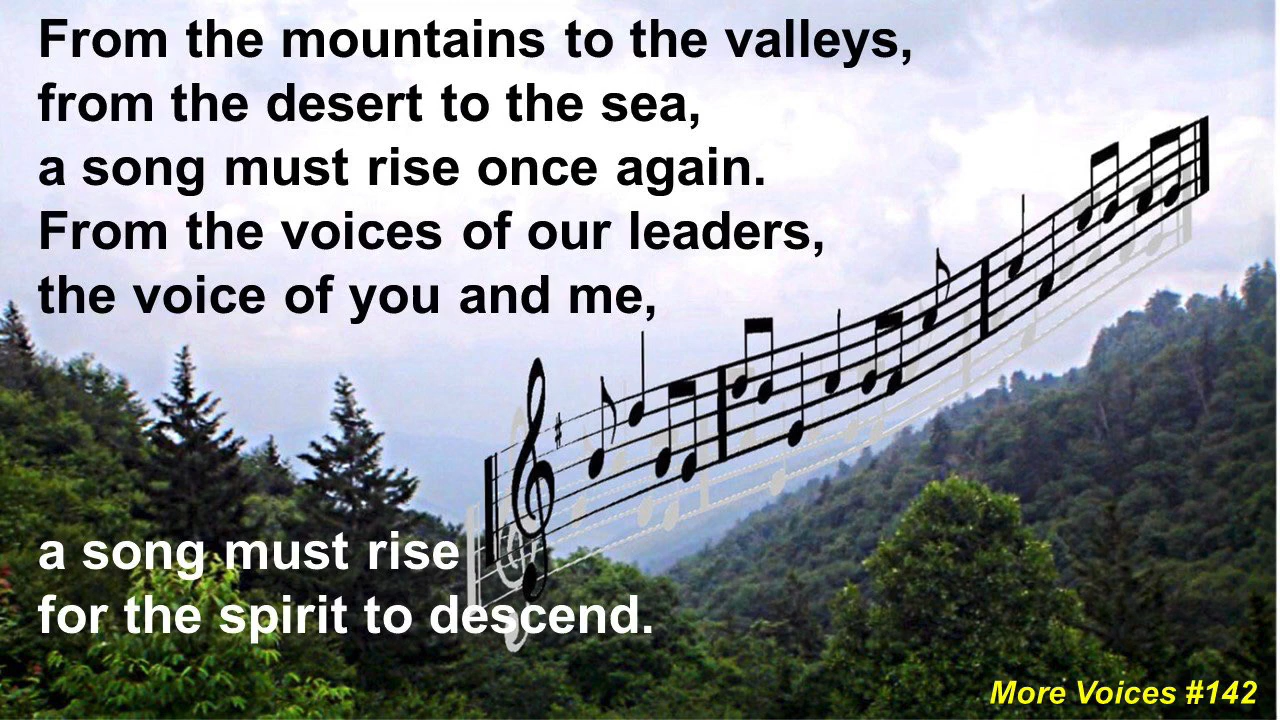 From the mountains to the valleys,
from the desert to the sea,
a song must rise once again.
From the voices of our leaders,
the voice of you and me,
a song must rise
for the spirit to descend.
More Voices #142